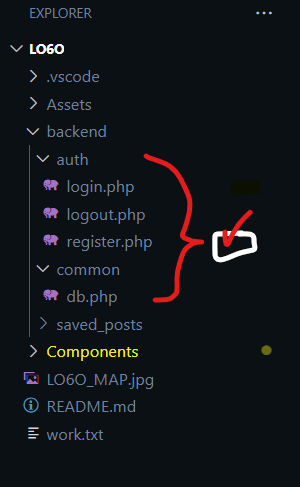 EXPLORER ...
LO6O
.vscode
Assets
backend
auth
login.php
logout.php
register.php
common
db.php
saved_posts
Components
LO6O_MAP.jpg
README.md
work.txt